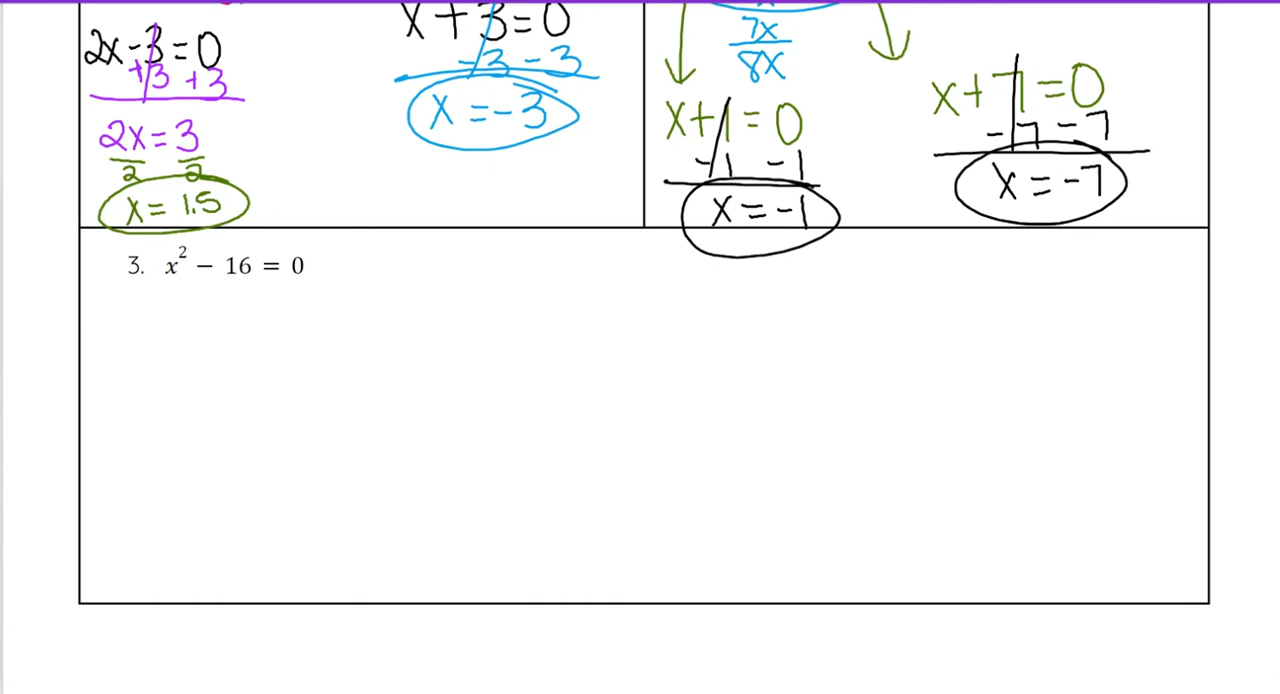 2x-3=0
+3 +3
2x=3
2 2
x=1.5
x+3=0
-3 -3
x=-3
7x
8x
x+1=0
-1 -1
x=-1
x+7=0
-7 -7
x=-7
3. x² − 16 = 0